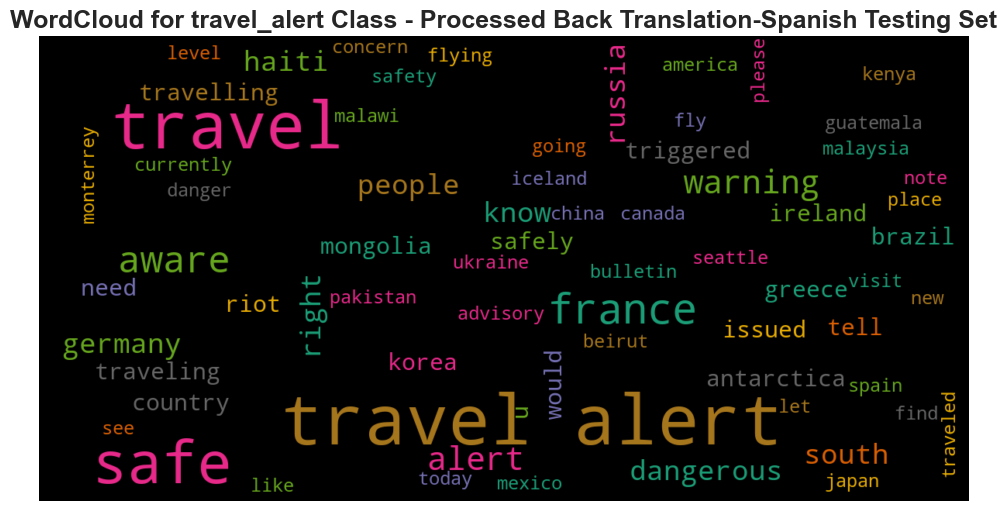 WordCloud for travel_alert Class - Processed Back Translation-Spanish Testing Set
level
haiti
concern
flying
safety
russia
america
please
kenya
travelling
travel
malawi
fly
guatemala
monterrey
currently
danger
going
triggered
malaysia
people
iceland
warning
note
place
know
china
canada
ireland
brazil
aware
mongolia
safely
ukraine
bulletin
seattle
need
riot
right
pakistan
advisory
france
greece
visit
new
germany
korea
beirut
issued
tell
traveling
country
would
antarctica
spain
see
travel alert
u
let
find
traveled
safe
alert
dangerous
south
like
today
mexico
japan